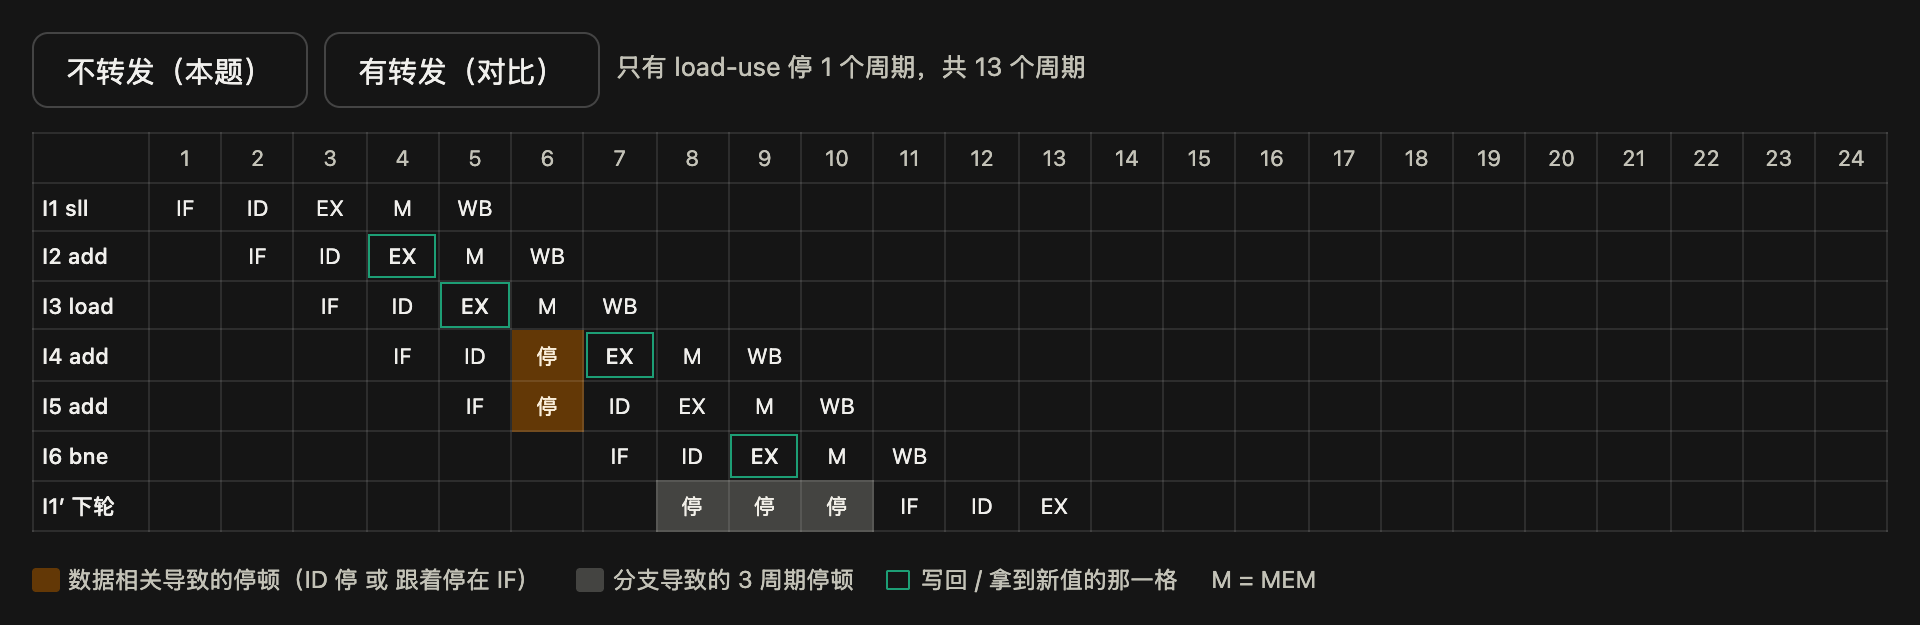 不转发（本题） 有转发（对比） 只有 load-use 停 1 个周期，共 13 个周期
1 2 3 4 5 6 7 8 9 10 11 12 13 14 15 16 17 18 19 20 21 22 23 24
I1 sll IF ID EX M WB
I2 add IF ID EX M WB
I3 load IF ID EX M WB
I4 add IF ID 停 EX M WB
I5 add IF 停 ID EX M WB
I6 bne IF ID EX M WB
I1′ 下轮 停 停 停 IF ID EX
数据相关导致的停顿（ID 停 或 跟着停在 IF） 分支导致的 3 周期停顿 写回 / 拿到新值的那一格 M = MEM